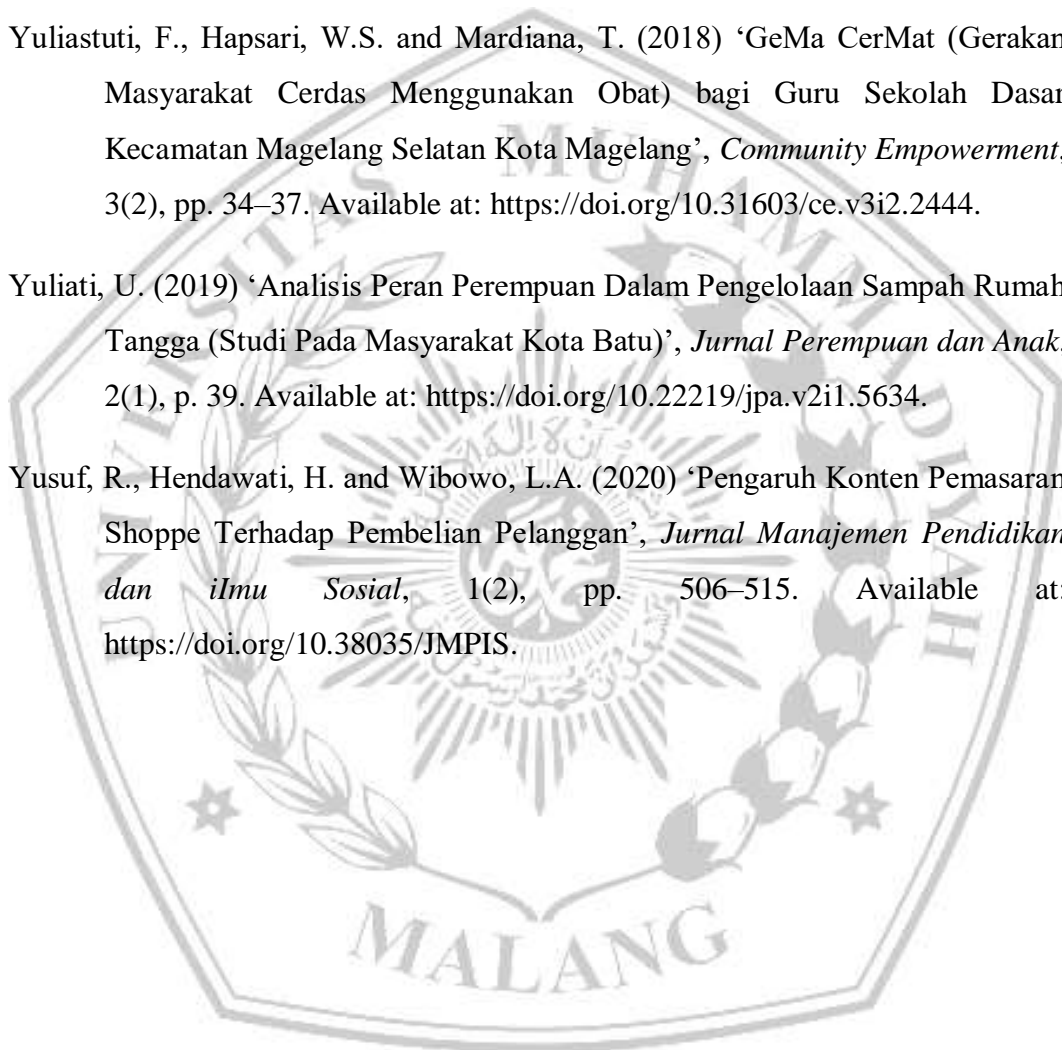 Yuliastuti, F., Hapsari, W.S. and Mardiana, T. (2018) ‘GeMa CerMat (Gerakan
Masyarakat Cerdas Menggunakan Obat) bagi Guru Sekolah Dasar
Kecamatan Magelang Selatan Kota Magelang’, Community Empowerment,
3(2), pp. 34–37. Available at: https://doi.org/10.31603/ce.v3i2.2444.
Yuliati, U. (2019) ‘Analisis Peran Perempuan Dalam Pengelolaan Sampah Rumah
Tangga (Studi Pada Masyarakat Kota Batu)’, Jurnal Perempuan dan Anak,
2(1), p. 39. Available at: https://doi.org/10.22219/jpa.v2i1.5634.
Yusuf, R., Hendawati, H. and Wibowo, L.A. (2020) ‘Pengaruh Konten Pemasaran
Shoppe Terhadap Pembelian Pelanggan’, Jurnal Manajemen Pendidikan
dan iImu Sosial, 1(2), pp. 506–515. Available at:
https://doi.org/10.38035/JMPIS.
UNIVERSITAS MUHAMMADIYAH
MALANG